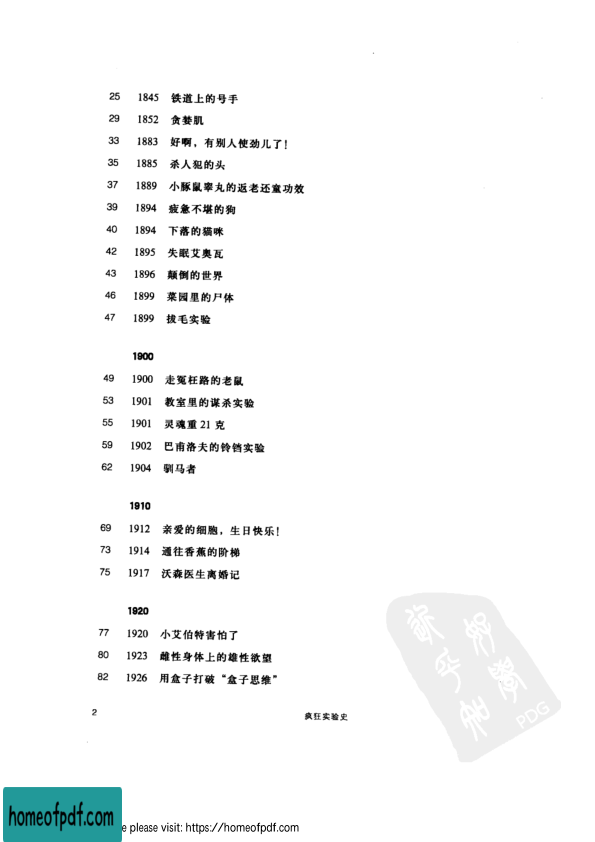 25 1845 铁道上的号手
29 1852 贪婪肌
33 1883 好啊，有别人使劲儿了！
35 1885 杀人犯的头
37 1889 小豚鼠睾丸的返老还童功效
39 1894 疲惫不堪的狗
40 1894 下落的猫咪
42 1895 失眠艾奥瓦
43 1896 颠倒的世界
46 1899 菜园里的尸体
47 1899 拔毛实验
1900
49 1900 走冤枉路的老鼠
53 1901 教室里的谋杀实验
55 1901 灵魂重 21 克
59 1902 巴甫洛夫的铃铛实验
62 1904 驯马者
1910
69 1912 亲爱的细胞，生日快乐！
73 1914 通往香蕉的阶梯
75 1917 沃森医生离婚记
1920
77 1920 小艾伯特害怕了
80 1923 雌性身体上的雄性欲望
82 1926 用盒子打破“盒子思维”
2 疯狂实验史
PDG
homeofpdf.com
e please visit: https://homeofpdf.com